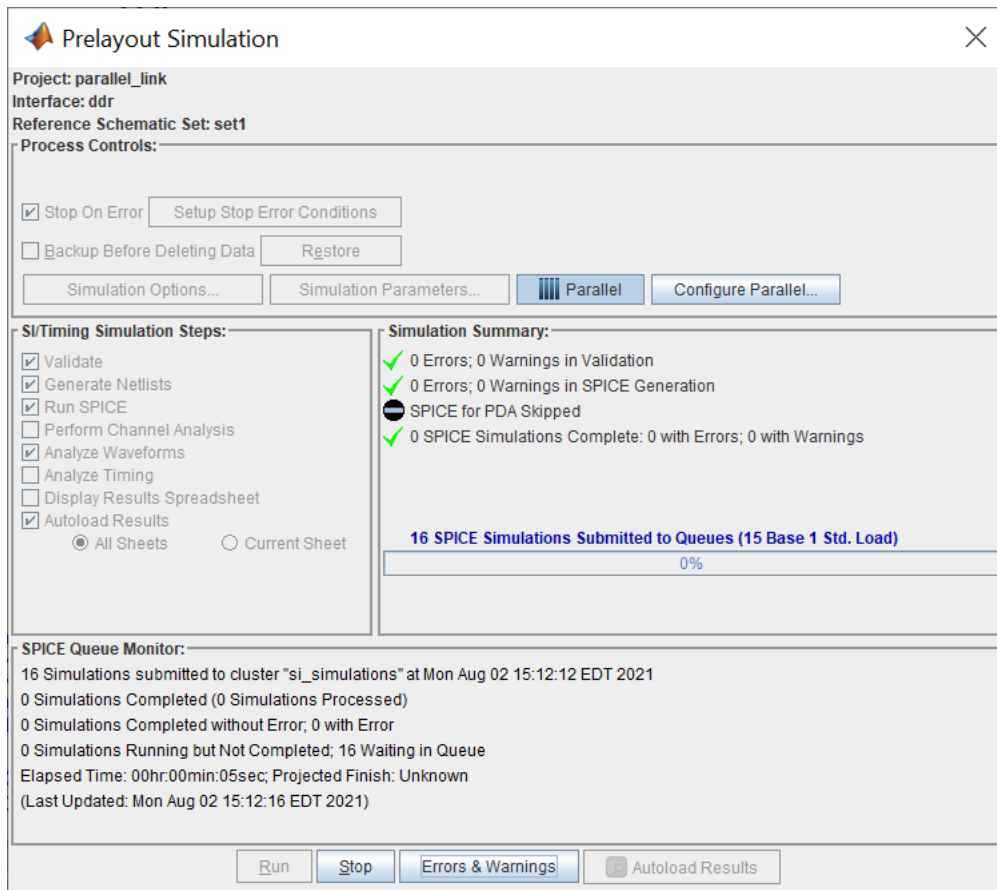 Prelayout Simulation
Project: parallel_link
Interface: ddr
Reference Schematic Set: set1
Process Controls:
Stop On Error
Setup Stop Error Conditions
Backup Before Deleting Data
Restore
Simulation Options...
Simulation Parameters...
Parallel
Configure Parallel...
SI/Timing Simulation Steps:
Validate
Generate Netlists
Run SPICE
Perform Channel Analysis
Analyze Waveforms
Analyze Timing
Display Results Spreadsheet
Autoload Results
All Sheets
Current Sheet
Simulation Summary:
0 Errors; 0 Warnings in Validation
0 Errors; 0 Warnings in SPICE Generation
SPICE for PDA Skipped
0 SPICE Simulations Complete: 0 with Errors; 0 with Warnings
16 SPICE Simulations Submitted to Queues (15 Base 1 Std. Load)
0%
SPICE Queue Monitor:
16 Simulations submitted to cluster "si_simulations" at Mon Aug 02 15:12:12 EDT 2021
0 Simulations Completed (0 Simulations Processed)
0 Simulations Completed without Error; 0 with Error
0 Simulations Running but Not Completed; 16 Waiting in Queue
Elapsed Time: 00hr:00min:05sec; Projected Finish: Unknown
(Last Updated: Mon Aug 02 15:12:16 EDT 2021)
Run
Stop
Errors & Warnings
Autoload Results